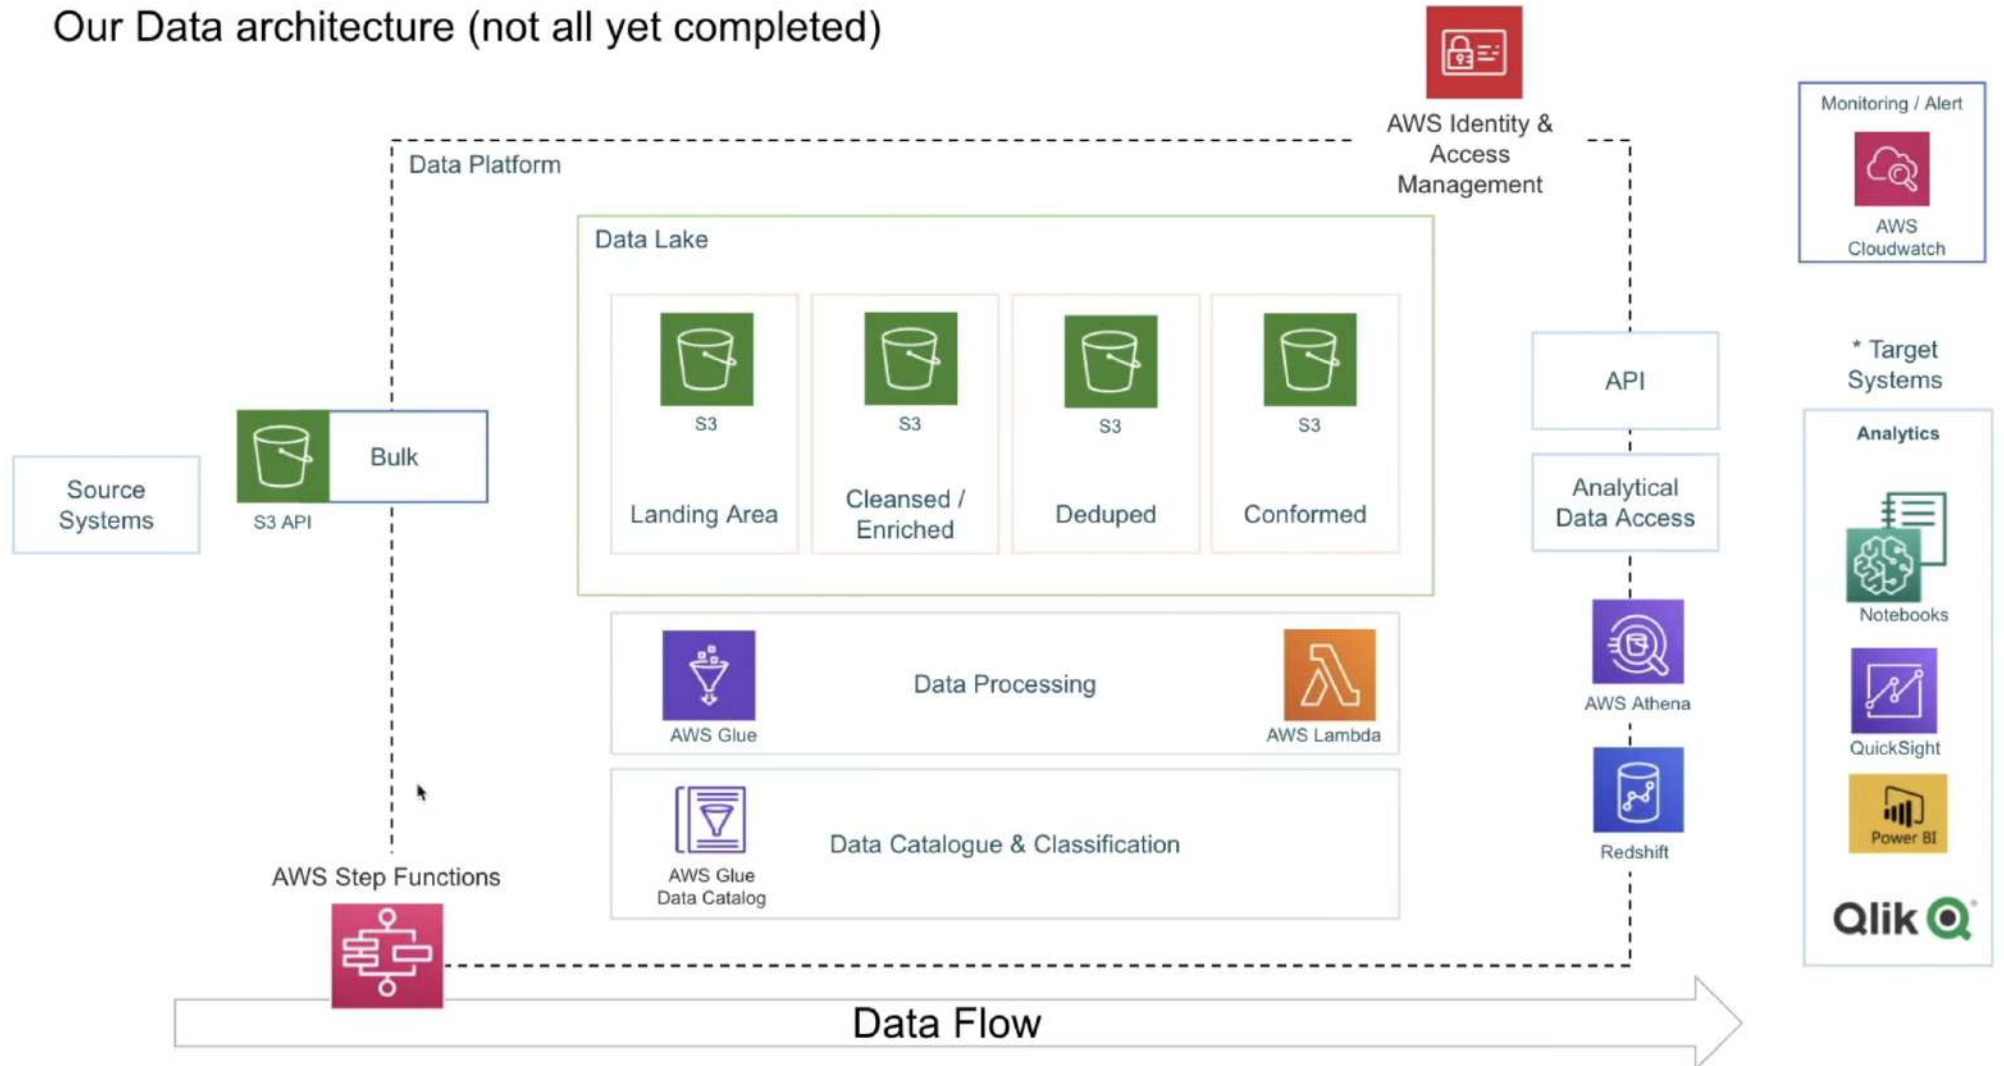 Our Data architecture (not all yet completed)
AWS Identity &
Access
Management
Monitoring / Alert
AWS
Cloudwatch
Data Platform
Data Lake
S3
Landing Area
S3
Cleansed /
Enriched
S3
Deduped
S3
Conformed
Source
Systems
S3 API
Bulk
API
Analytical
Data Access
* Target
Systems
Analytics
Notebooks
QuickSight
Power BI
Qlik
AWS Glue
Data Processing
AWS Lambda
AWS Athena
Redshift
AWS Glue
Data Catalog
Data Catalogue & Classification
AWS Step Functions
Data Flow